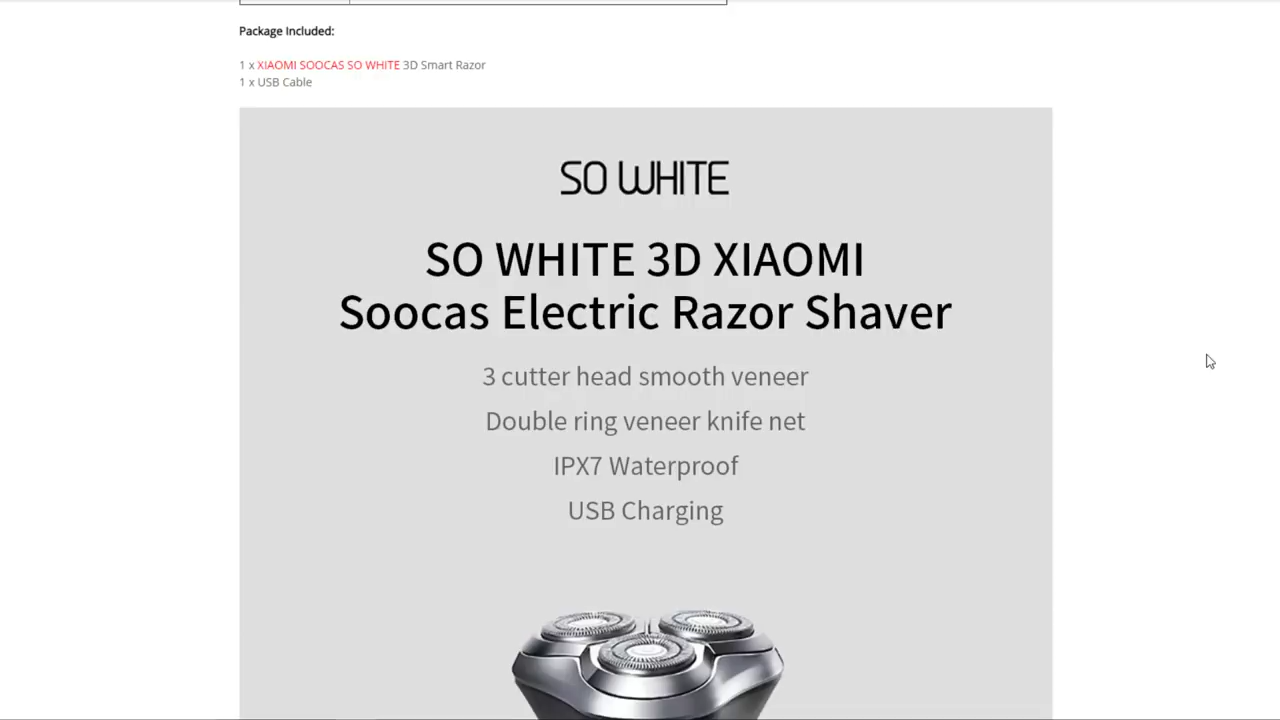 Package Included:
1 x XIAOMI SOOCAS SO WHITE 3D Smart Razor
1 x USB Cable
SO WHITE
SO WHITE 3D XIAOMI
Soocas Electric Razor Shaver
3 cutter head smooth veneer
Double ring veneer knife net
IPX7 Waterproof
USB Charging